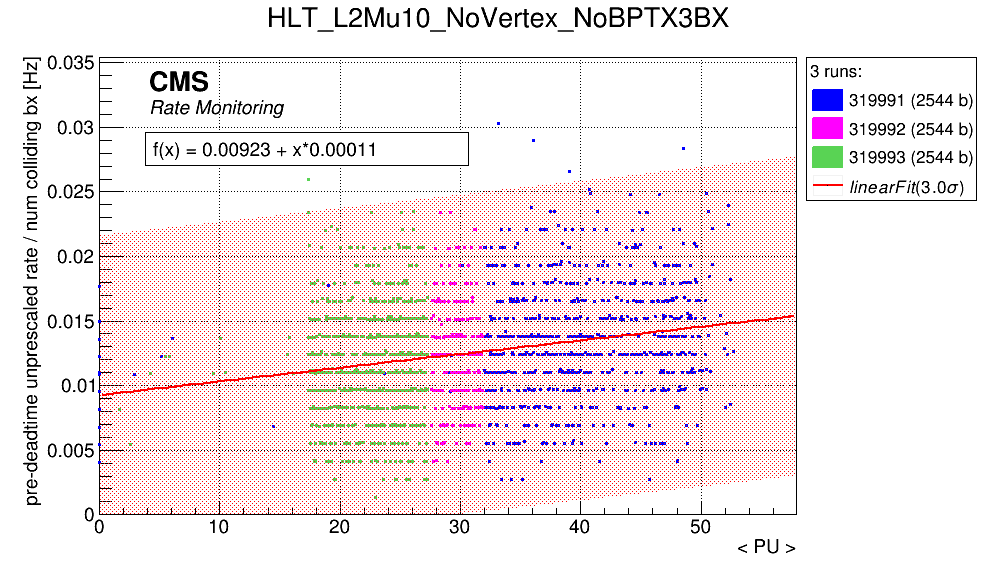 HLT_L2Mu10_NoVertex_NoBPTX3BX
pre-deadtime unprescaled rate / num colliding bx [Hz]
0.035
0.03
0.025
0.02
0.015
0.01
0.005
0
CMS
Rate Monitoring
f(x) = 0.00923 + x*0.00011
3 runs:
319991 (2544 b)
319992 (2544 b)
319993 (2544 b)
linearFit(3.0σ)
0 10 20 30 40 50
< PU >